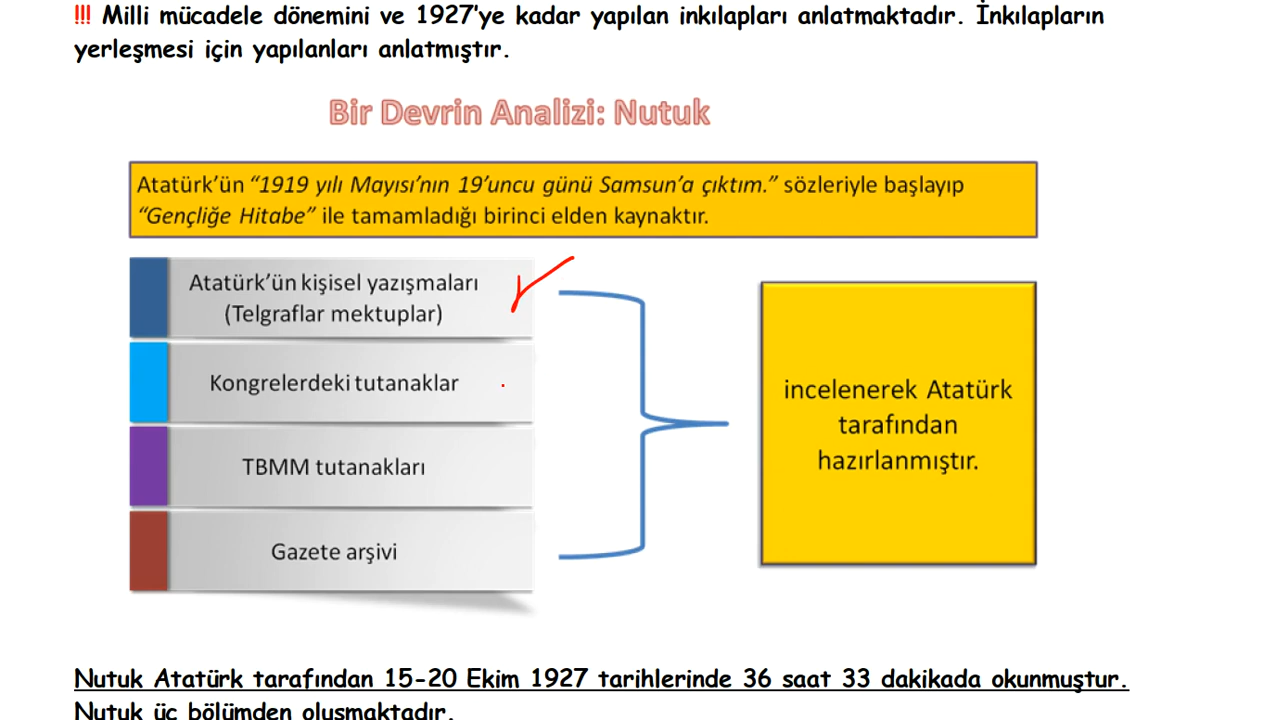 !!! Milli mücadele dönemini ve 1927'ye kadar yapılan inkılapları anlatmaktadır. İnkılapların
yerleşmesi için yapılanları anlatmıştır.
Bir Devrin Analizi: Nutuk
Atatürk'ün “1919 yılı Mayısı'nın 19'uncu günü Samsun'a çıktım.” sözleriyle başlayıp
“Gençliğe Hitabe” ile tamamladığı birinci elden kaynaktır.
Atatürk'ün kişisel yazışmaları
(Telgraflar mektuplar)
Kongrelerdeki tutanaklar
TBMM tutanakları
Gazete arşivi
incelenerek Atatürk
tarafından
hazırlanmıştır.
Nutuk Atatürk tarafından 15-20 Ekim 1927 tarihlerinde 36 saat 33 dakikada okunmuştur.
Nutuk üç bölümden oluşmaktadır.